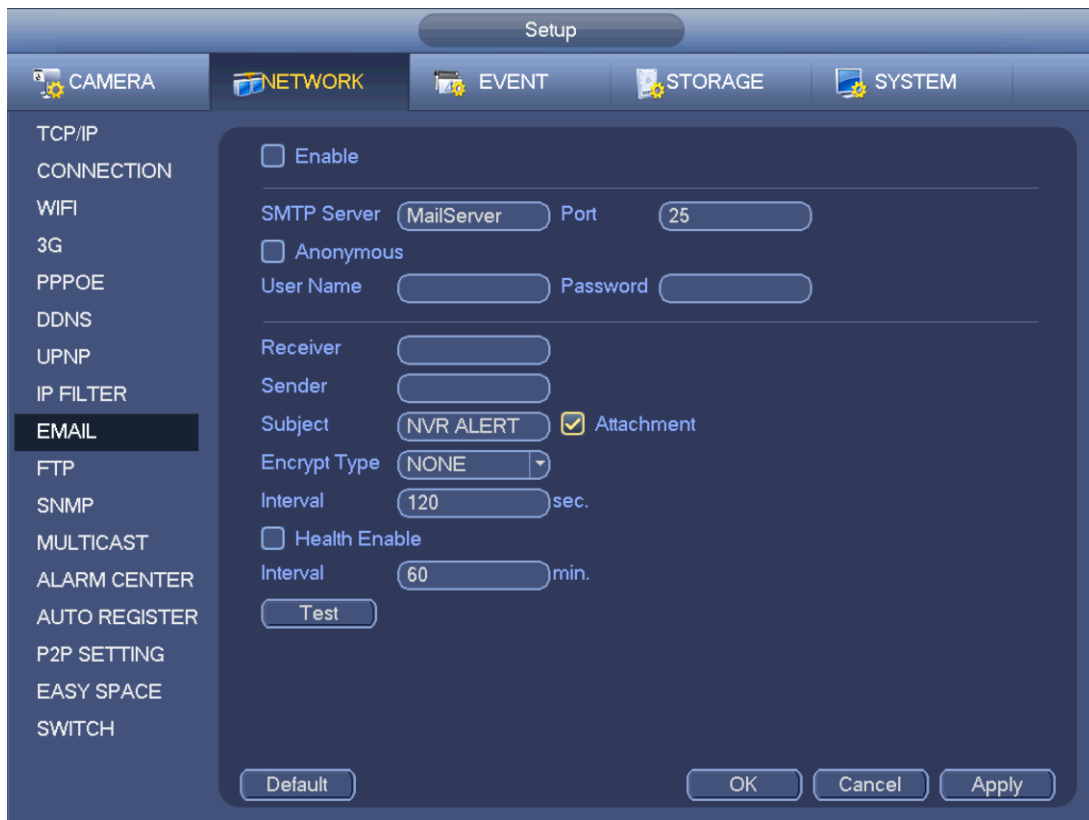 Setup
CAMERA NETWORK EVENT STORAGE SYSTEM
TCP/IP
CONNECTION
WIFI
3G
PPPOE
DDNS
UPNP
IP FILTER
EMAIL
FTP
SNMP
MULTICAST
ALARM CENTER
AUTO REGISTER
P2P SETTING
EASY SPACE
SWITCH
Enable
SMTP Server MailServer Port 25
Anonymous
User Name Password
Receiver
Sender
Subject NVR ALERT Attachment
Encrypt Type NONE
Interval 120 sec.
Health Enable
Interval 60 min.
Test
Default OK Cancel Apply